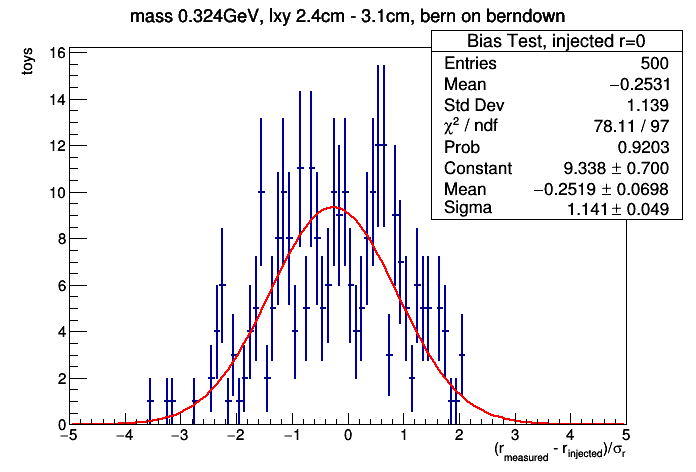 mass 0.324GeV, lxy 2.4cm - 3.1cm, bern on berndown
Bias Test, injected r=0
Entries 500
Mean −0.2531
Std Dev 1.139
χ² / ndf 78.11 / 97
Prob 0.9203
Constant 9.338 ± 0.700
Mean −0.2519 ± 0.0698
Sigma 1.141 ± 0.049
toys
16
14
12
10
8
6
4
2
0
−5 −4 −3 −2 −1 0 1 2 3 4 5
(r_measured - r_injected)/σ_r